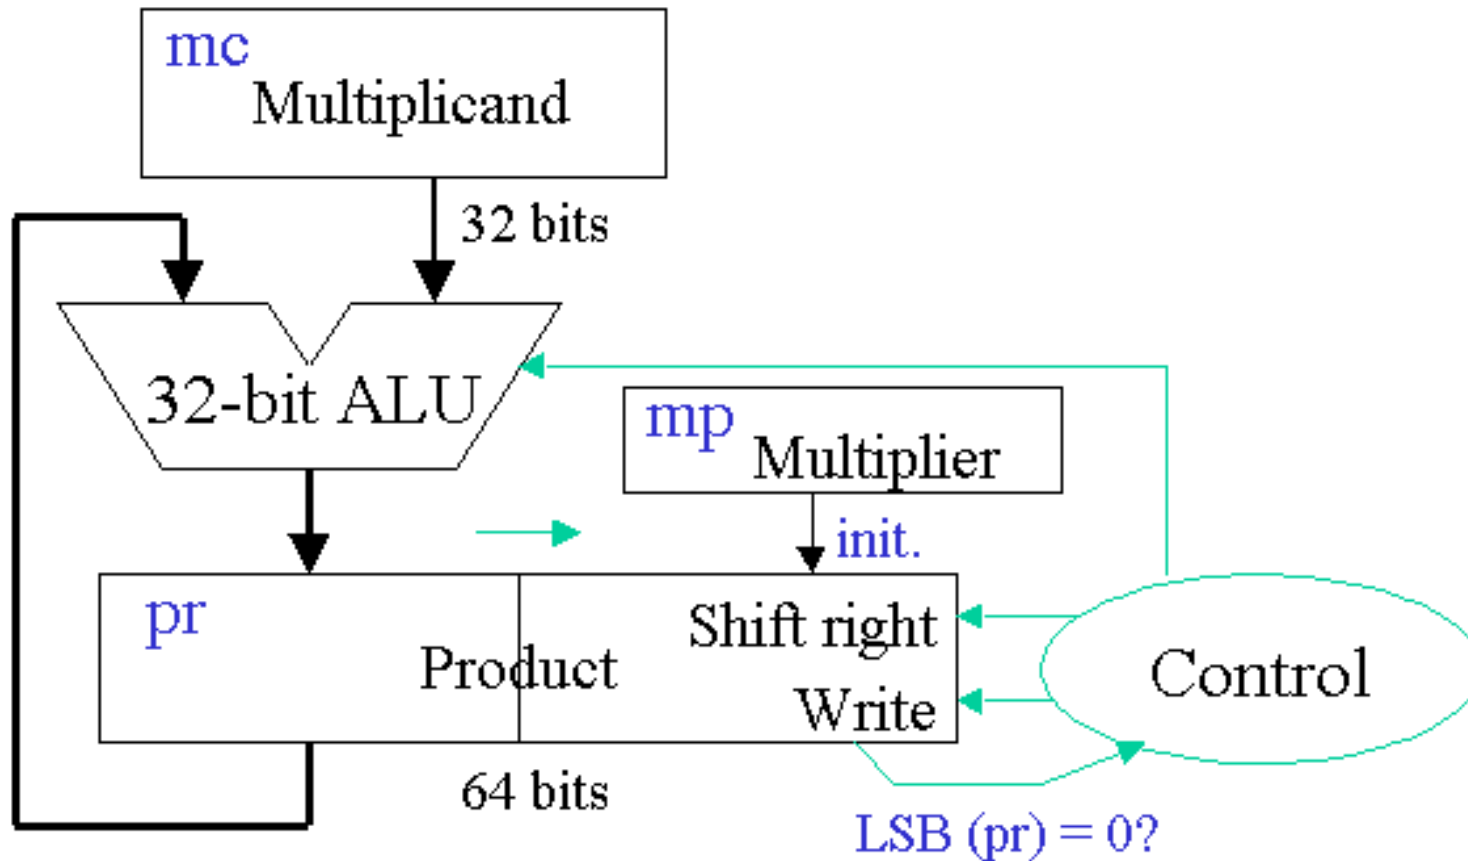 mc
Multiplicand
32 bits
32-bit ALU
mp
Multiplier
init.
pr
Product
Shift right
Write
Control
64 bits
LSB (pr) = 0?